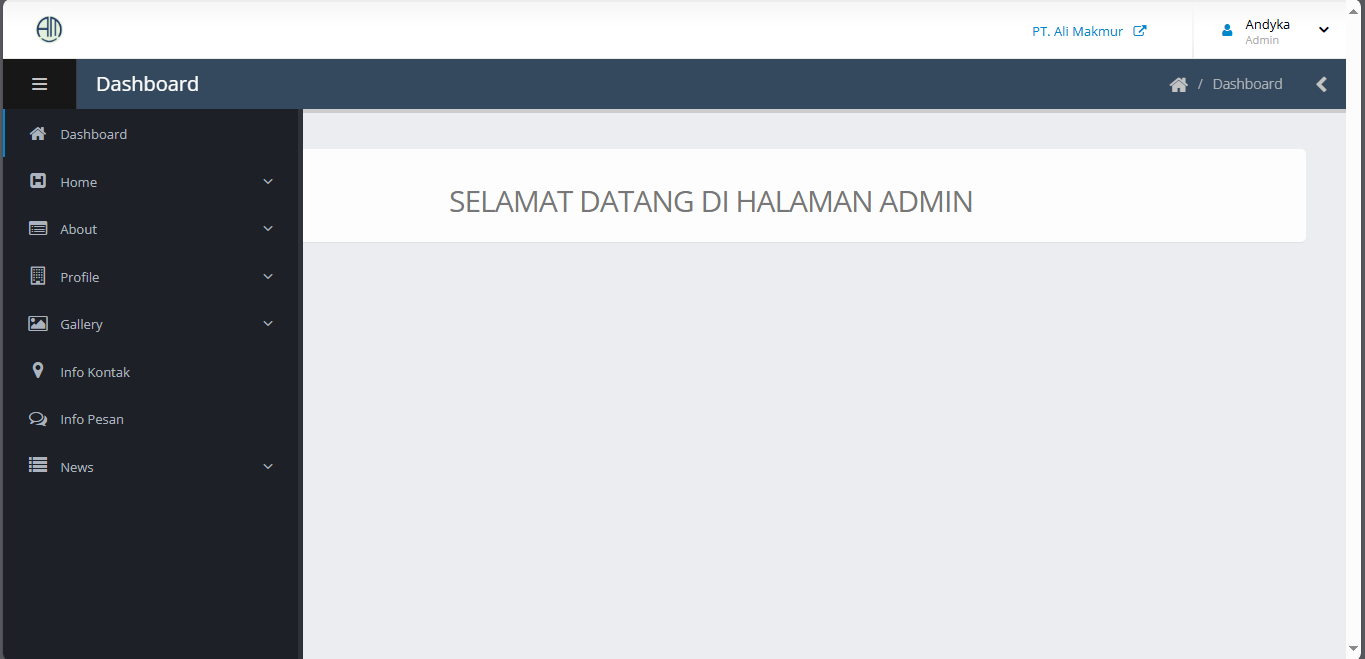 AM
PT. Ali Makmur
Andyka
Admin
Dashboard
/ Dashboard
Dashboard
Home
About
Profile
Gallery
Info Kontak
Info Pesan
News
SELAMAT DATANG DI HALAMAN ADMIN